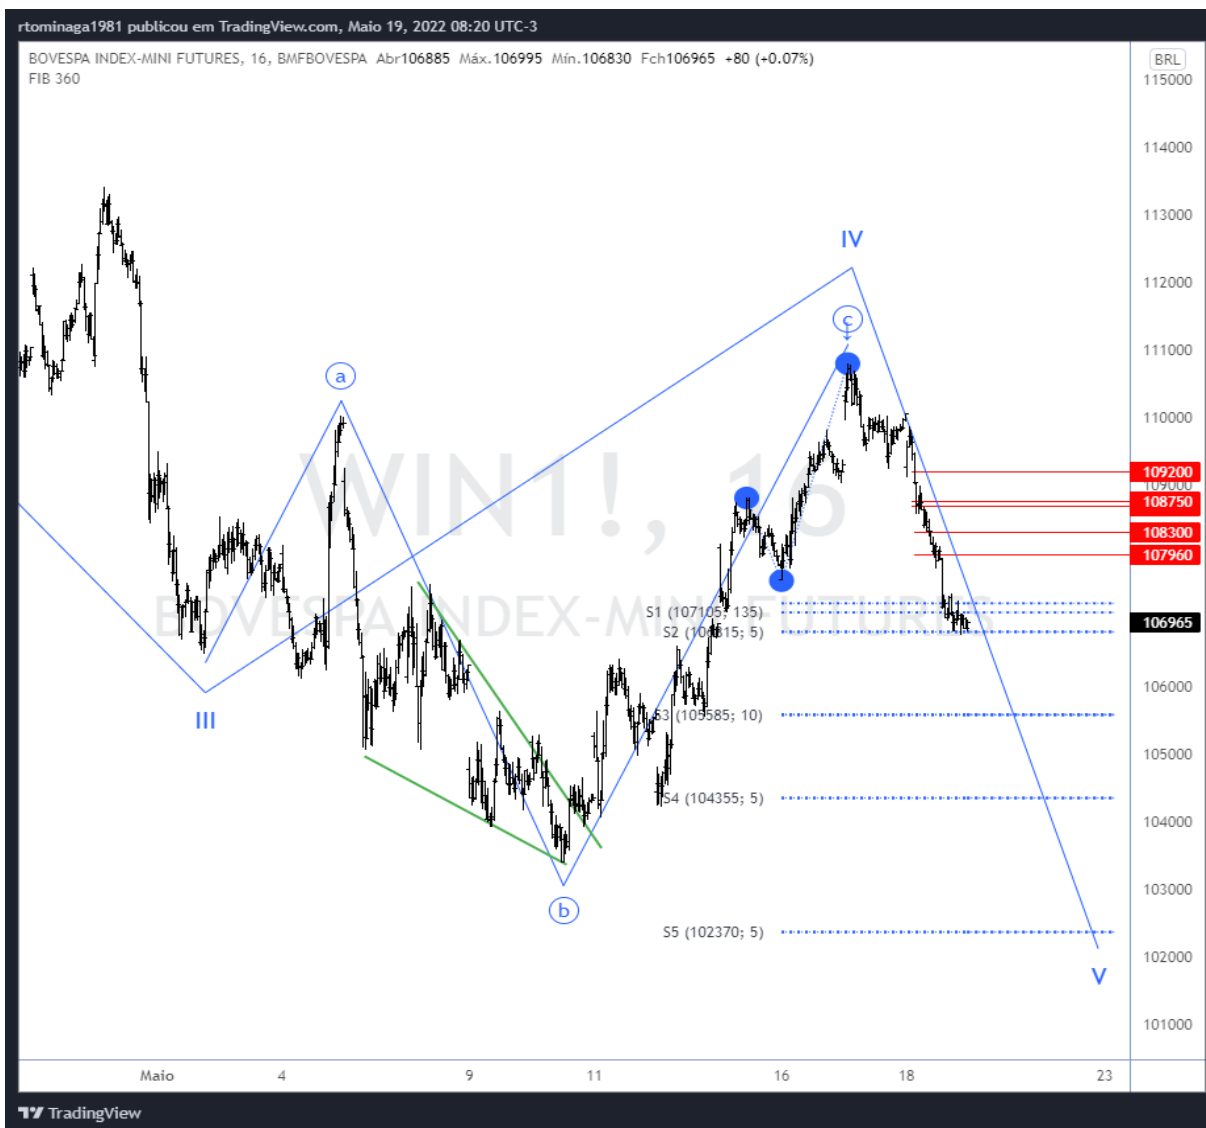 rtominaga1981 publicou em TradingView.com, Maio 19, 2022 08:20 UTC-3
BOVESPA INDEX-MINI FUTURES, 16, BMFBOVESPA Abr106885 Máx.106995 Mín.106830 Fch106965 +80 (+0.07%)
FIB 360
BRL
115000
114000
113000
IV
112000
c
111000
a
110000
WIN1!, 16
109200
109000
108750
108300
107960
BOVESPA INDEX-MINI FUTURES
S1 (107105; 135)
S2 (106815; 5)
106965
106000
III
S3 (105585; 10)
105000
S4 (104355; 5)
104000
103000
b
S5 (102370; 5)
102000
V
101000
Maio 4 9 11 16 18 23
TradingView